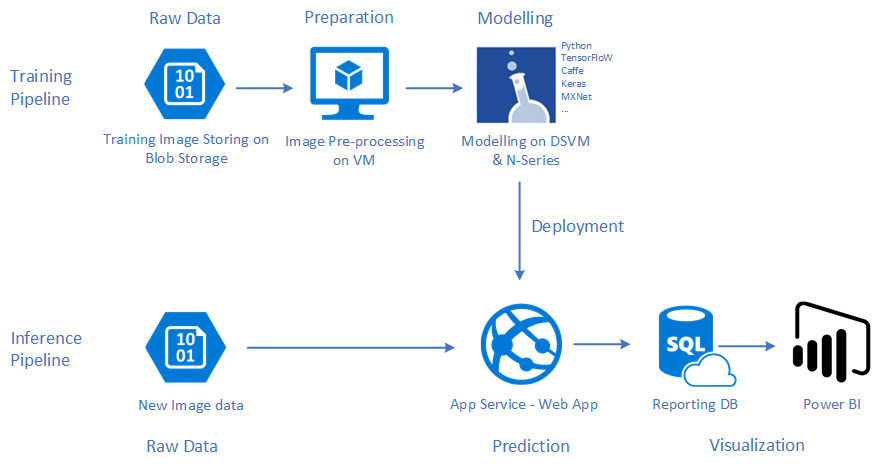 Raw Data
Preparation
Modelling
Training
Pipeline
10
01
Python
TensorFloW
Caffe
Keras
MXNet
...
Training Image Storing on
Blob Storage
Image Pre-processing
on VM
Modelling on DSVM
& N-Series
Deployment
Inference
Pipeline
10
01
SQL
New Image data
App Service - Web App
Reporting DB
Power BI
Raw Data
Prediction
Visualization